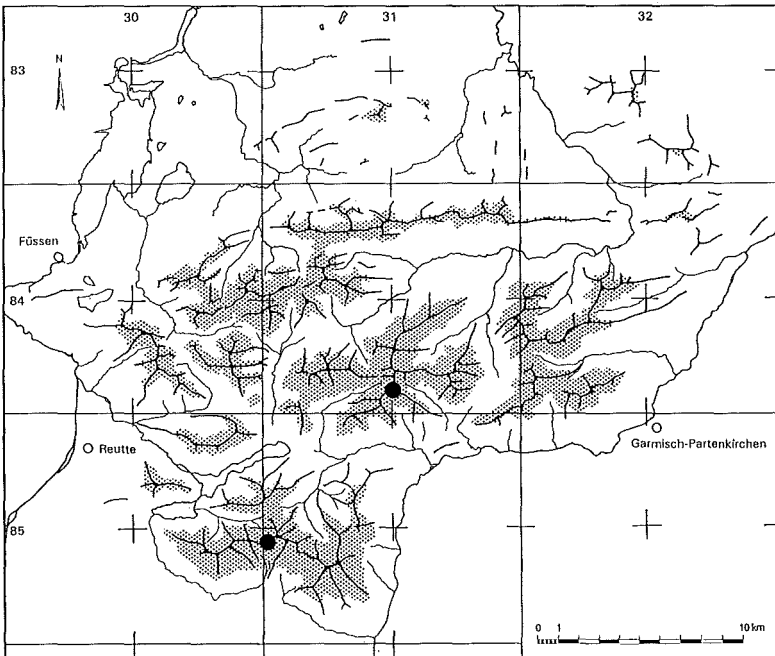 30 31 32
83
N
Füssen
84
Reutte
Garmisch-Partenkirchen
85
0 1 10 km